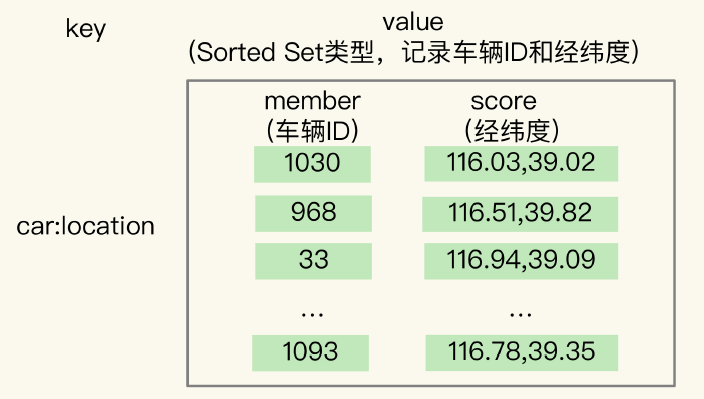 key
value
(Sorted Set类型，记录车辆ID和经纬度)
member
(车辆ID)
score
(经纬度)
1030
116.03,39.02
968
116.51,39.82
car:location
33
116.94,39.09
...
...
1093
116.78,39.35